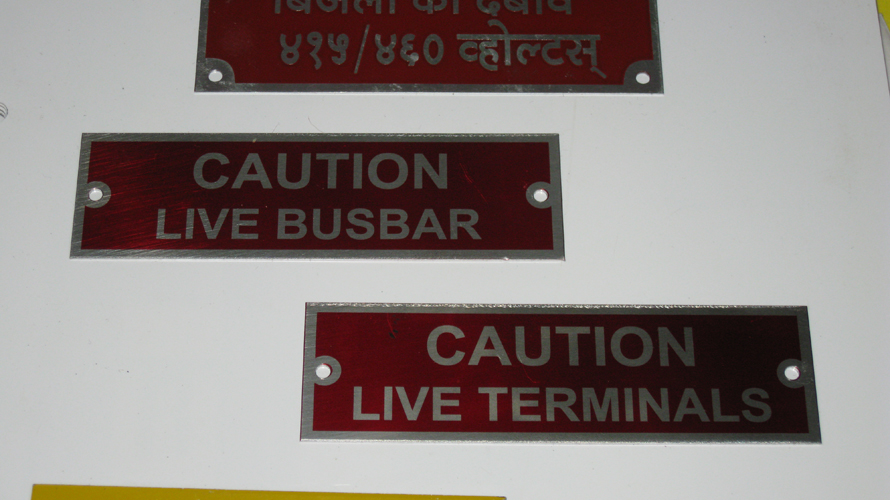 बिजली का दबाव
४१५/४६० व्होल्टस्
CAUTION
LIVE BUSBAR
CAUTION
LIVE TERMINALS